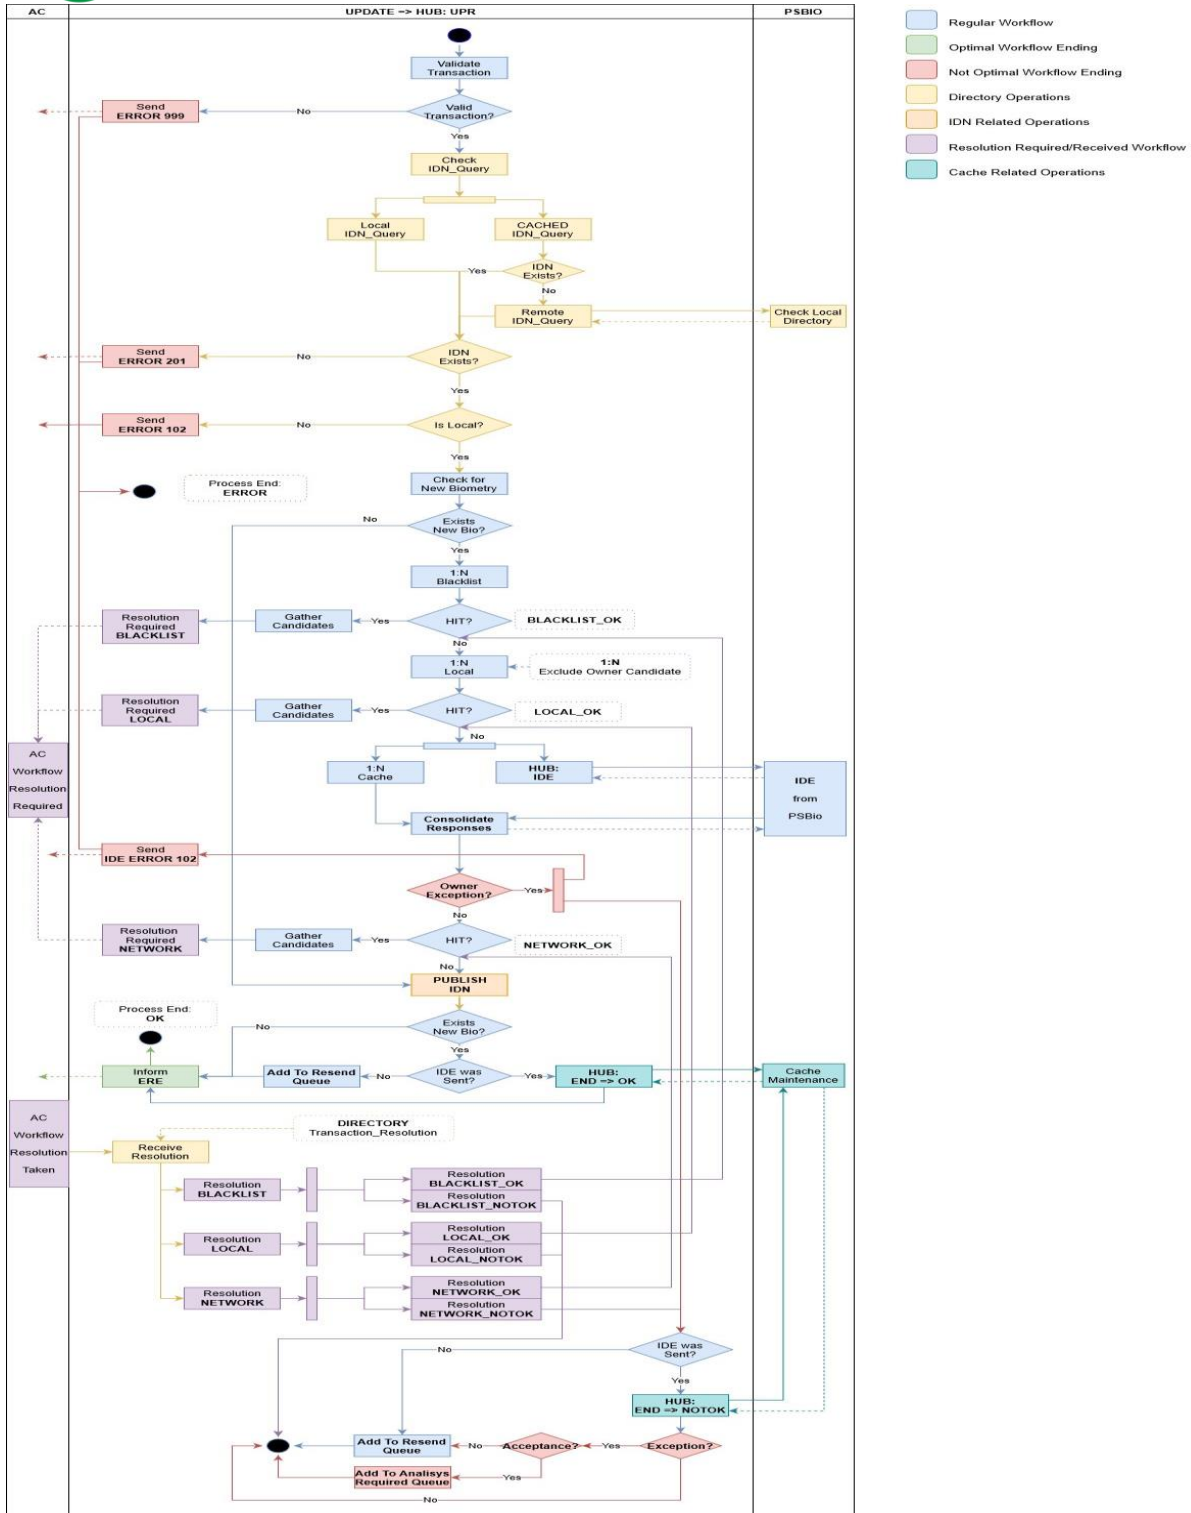 AC
UPDATE => HUB: UPR
PSBIO
Regular Workflow
Optimal Workflow Ending
Not Optimal Workflow Ending
Directory Operations
IDN Related Operations
Resolution Required/Received Workflow
Cache Related Operations
Validate
Transaction
Send
ERROR 999
No
Valid
Transaction?
Yes
Check
IDN_Query
Local
IDN_Query
CACHED
IDN_Query
Yes
IDN
Exists?
No
Remote
IDN_Query
Check Local
Directory
Send
ERROR 201
No
IDN
Exists?
Yes
Send
ERROR 102
No
Is Local?
Yes
Process End:
ERROR
Check for
New Biometry
No
Exists
New Bio?
Yes
1:N
Blacklist
Resolution
Required
BLACKLIST
Gather
Candidates
Yes
HIT?
BLACKLIST_OK
No
1:N
Local
1:N
Exclude Owner Candidate
Resolution
Required
LOCAL
Gather
Candidates
Yes
HIT?
LOCAL_OK
No
AC
Workflow
Resolution
Required
1:N
Cache
HUB:
IDE
IDE
from
PSBio
Consolidate
Responses
Send
IDE ERROR 102
Owner
Exception?
Yes
No
Resolution
Required
NETWORK
Gather
Candidates
Yes
HIT?
NETWORK_OK
No
PUBLISH
IDN
Process End:
OK
No
Exists
New Bio?
Yes
Inform
ERE
Add To Resend
Queue
No
IDE was
Sent?
Yes
HUB:
END => OK
Cache
Maintenance
AC
Workflow
Resolution
Taken
DIRECTORY
Transaction_Resolution
Receive
Resolution
Resolution
BLACKLIST
Resolution
BLACKLIST_OK
Resolution
BLACKLIST_NOTOK
Resolution
LOCAL
Resolution
LOCAL_OK
Resolution
LOCAL_NOTOK
Resolution
NETWORK
Resolution
NETWORK_OK
Resolution
NETWORK_NOTOK
No
IDE was
Sent?
Yes
HUB:
END => NOTOK
Add To Resend
Queue
No
Acceptance?
Yes
Exception?
Add To Analisys
Required Queue
Yes
No